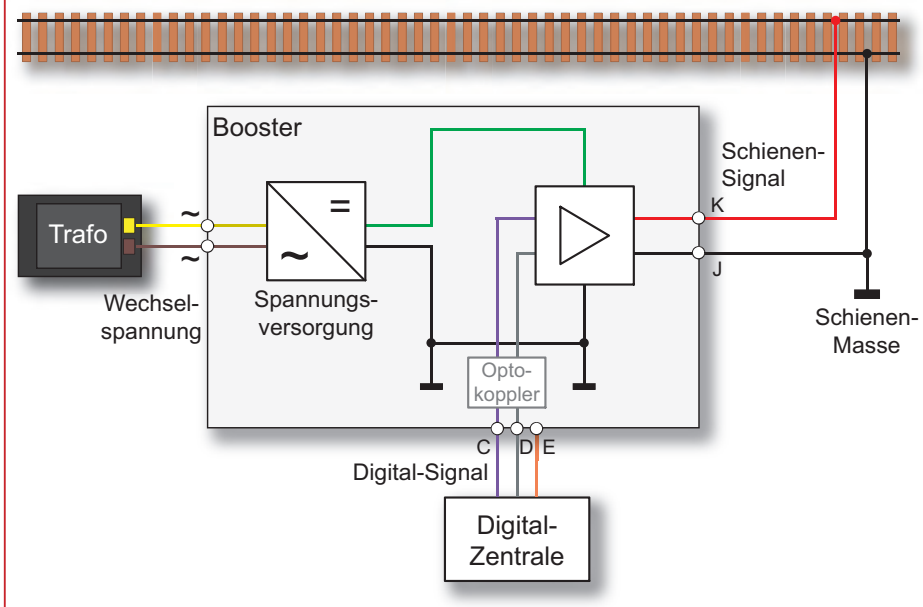 Booster
Schienen-
Signal
K
J
Schienen-
Masse
Trafo
~
~
Wechsel-
spannung
=
~
Spannungs-
versorgung
Opto-
koppler
C
D
E
Digital-Signal
Digital-
Zentrale